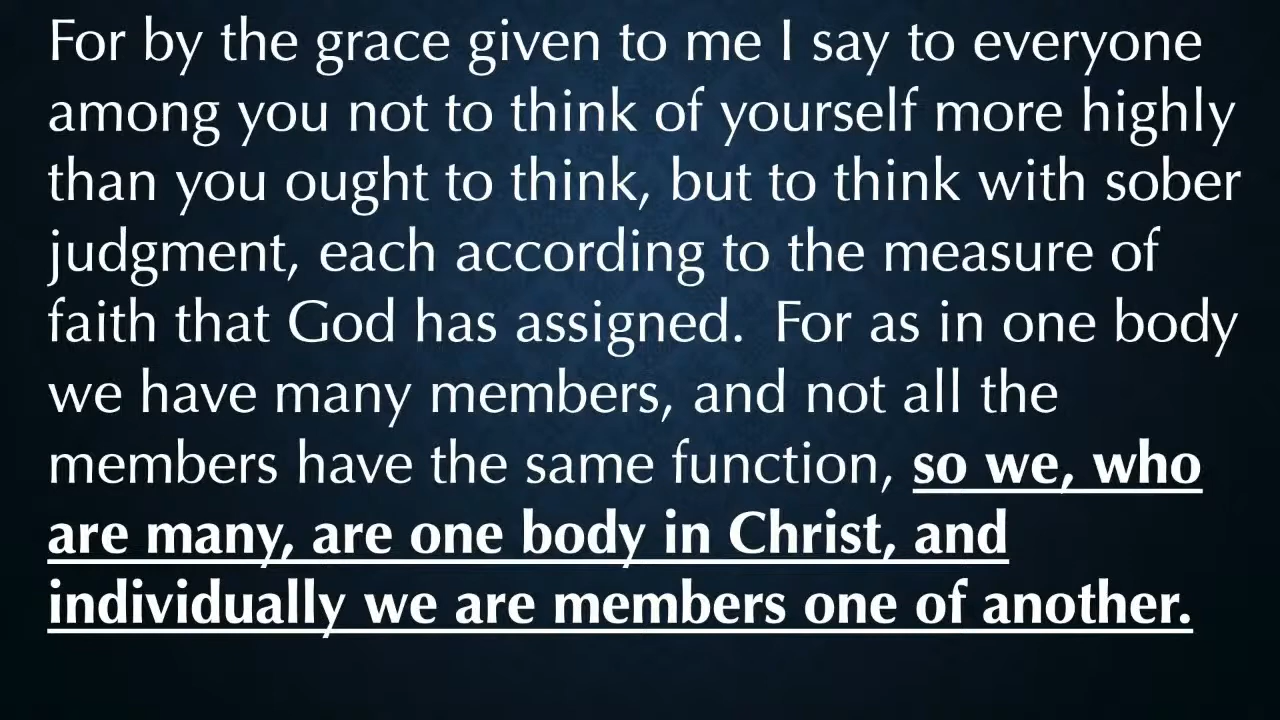 For by the grace given to me I say to everyone
among you not to think of yourself more highly
than you ought to think, but to think with sober
judgment, each according to the measure of
faith that God has assigned.  For as in one body
we have many members, and not all the
members have the same function, so we, who
are many, are one body in Christ, and
individually we are members one of another.